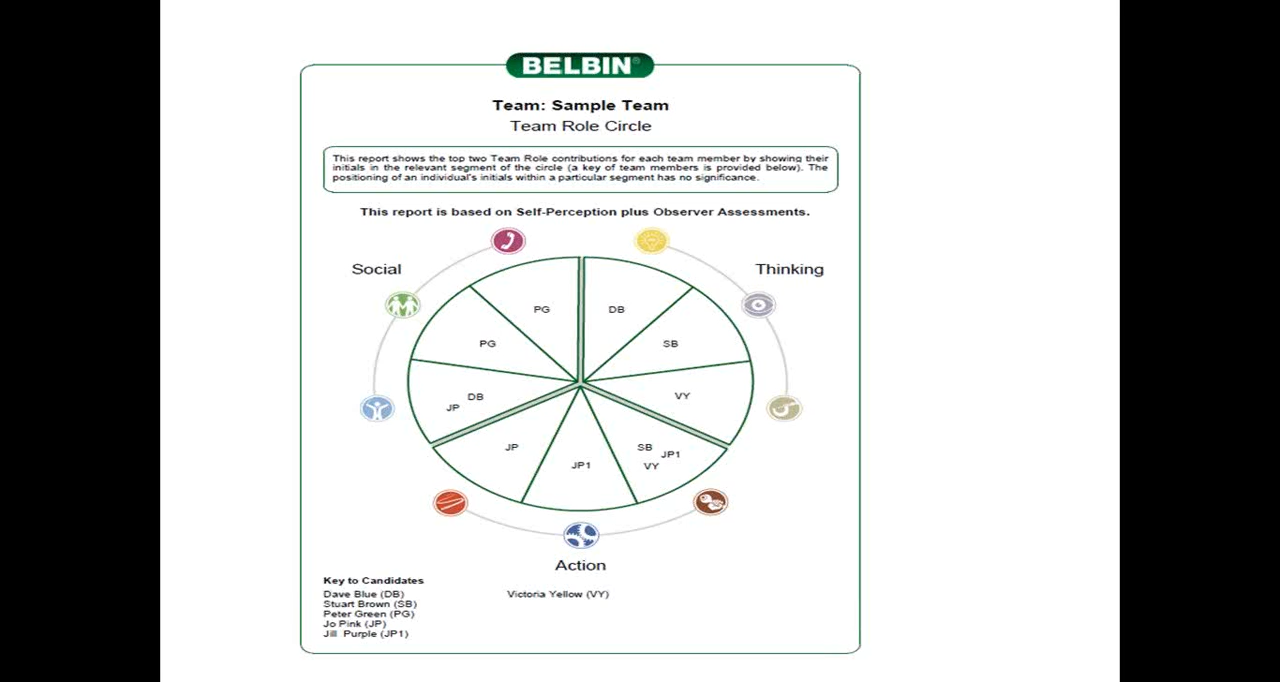 BELBIN®
Team: Sample Team
Team Role Circle
This report shows the top two Team Role contributions for each team member by showing their
initials in the relevant segment of the circle (a key of team members is provided below). The
positioning of an individual's initials within a particular segment has no significance.
This report is based on Self-Perception plus Observer Assessments.
Social
Thinking
PG
DB
PG
SB
DB
JP
VY
JP
JP1
SB
JP1
VY
Action
Key to Candidates
Dave Blue (DB)
Victoria Yellow (VY)
Stuart Brown (SB)
Peter Green (PG)
Jo Pink (JP)
Jill Purple (JP1)